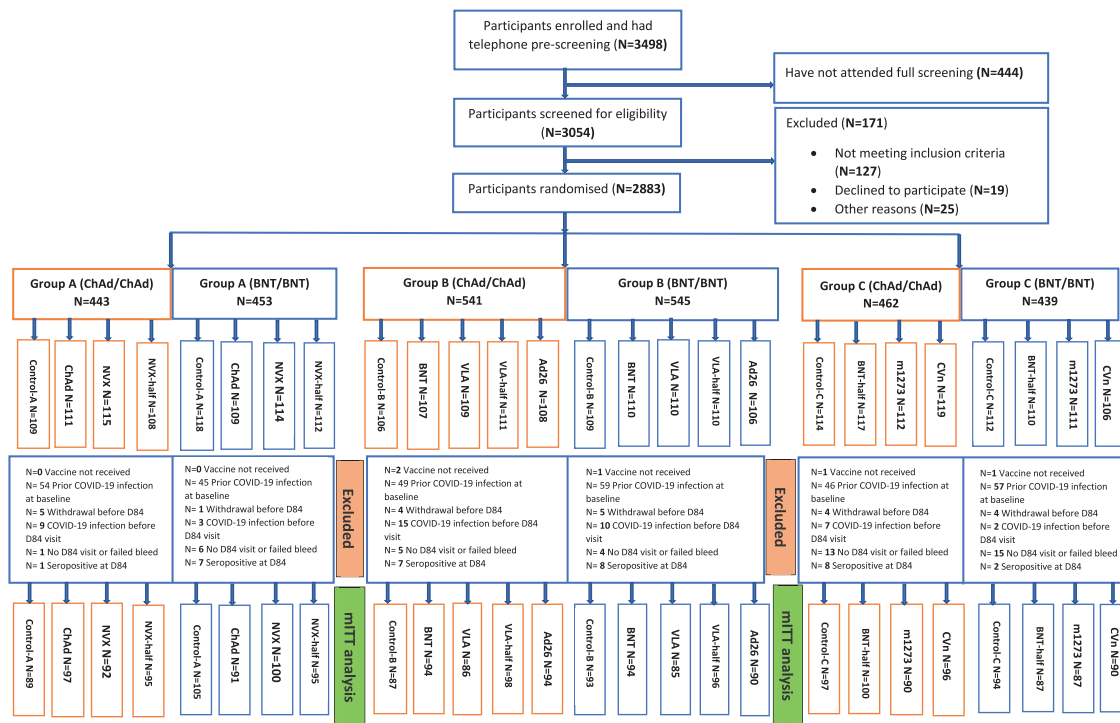 Participants enrolled and had
telephone pre-screening (N=3498)
Have not attended full screening (N=444)
Participants screened for eligibility
(N=3054)
Excluded (N=171)
• Not meeting inclusion criteria
(N=127)
• Declined to participate (N=19)
• Other reasons (N=25)
Participants randomised (N=2883)
Group A (ChAd/ChAd)
N=443
Group A (BNT/BNT)
N=453
Group B (ChAd/ChAd)
N=541
Group B (BNT/BNT)
N=545
Group C (ChAd/ChAd)
N=462
Group C (BNT/BNT)
N=439
Control-A N=109
ChAd N=111
NVX N=115
NVX-half N=108
Control-A N=118
ChAd N=109
NVX N=114
NVX-half N=112
Control-B N=106
BNT N=107
VLA N=109
VLA-half N=111
Ad26 N=108
Control-B N=109
BNT N=110
VLA N=110
VLA-half N=110
Ad26 N=106
Control-C N=114
BNT-half N=117
m1273 N=112
CVn N=119
Control-C N=112
BNT-half N=110
m1273 N=111
CVn N=106
N=0 Vaccine not received
N= 54 Prior COVID-19 infection
at baseline
N= 5 Withdrawal before D84
N= 9 COVID-19 infection before
D84 visit
N= 1 No D84 visit or failed bleed
N= 1 Seropositive at D84
N=0 Vaccine not received
N= 45 Prior COVID-19 infection
at baseline
N= 1 Withdrawal before D84
N= 3 COVID-19 infection before
D84 visit
N= 6 No D84 visit or failed bleed
N= 7 Seropositive at D84
Excluded
N=2 Vaccine not received
N= 49 Prior COVID-19 infection at
baseline
N= 4 Withdrawal before D84
N= 15 COVID-19 infection before D84
visit
N= 5 No D84 visit or failed bleed
N= 7 Seropositive at D84
N=1 Vaccine not received
N= 59 Prior COVID-19 infection at
baseline
N= 5 Withdrawal before D84
N= 10 COVID-19 infection before D84
visit
N= 4 No D84 visit or failed bleed
N= 8 Seropositive at D84
Excluded
N=1 Vaccine not received
N= 46 Prior COVID-19 infection at
baseline
N= 4 Withdrawal before D84
N= 7 COVID-19 infection before D84
visit
N= 13 No D84 visit or failed bleed
N= 8 Seropositive at D84
N=1 Vaccine not received
N= 57 Prior COVID-19 infection at
baseline
N= 4 Withdrawal before D84
N= 2 COVID-19 infection before D84
visit
N= 15 No D84 visit or failed bleed
N= 2 Seropositive at D84
Control-A N=89
ChAd N=97
NVX N=92
NVX-half N=95
Control-A N=105
ChAd N=91
NVX N=100
NVX-half N=95
mITT analysis
Control-B N=87
BNT N=94
VLA N=86
VLA-half N=98
Ad26 N=94
Control-B N=93
BNT N=94
VLA N=85
VLA-half N=96
Ad26 N=90
mITT analysis
Control-C N=97
BNT-half N=100
m1273 N=90
CVn N=96
Control-C N=94
BNT-half N=87
m1273 N=87
CVn N=90